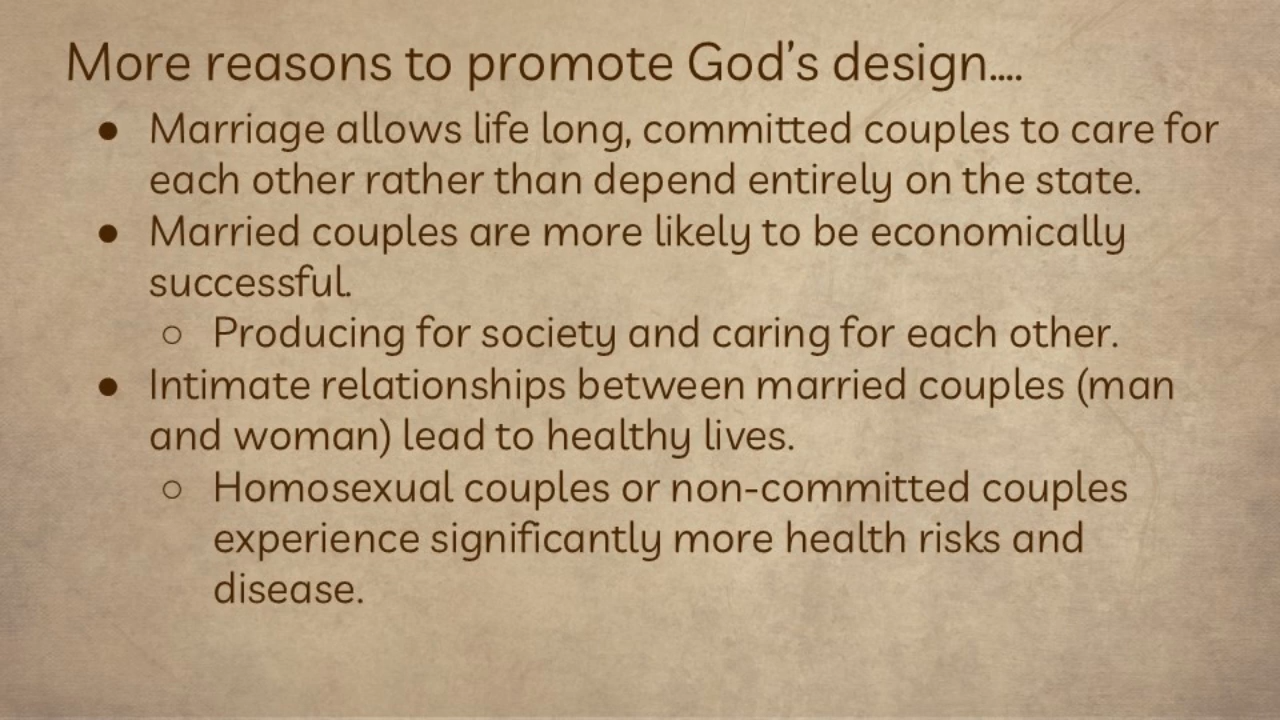 More reasons to promote God’s design....
● Marriage allows life long, committed couples to care for
each other rather than depend entirely on the state.
● Married couples are more likely to be economically
successful.
○ Producing for society and caring for each other.
● Intimate relationships between married couples (man
and woman) lead to healthy lives.
○ Homosexual couples or non-committed couples
experience significantly more health risks and
disease.